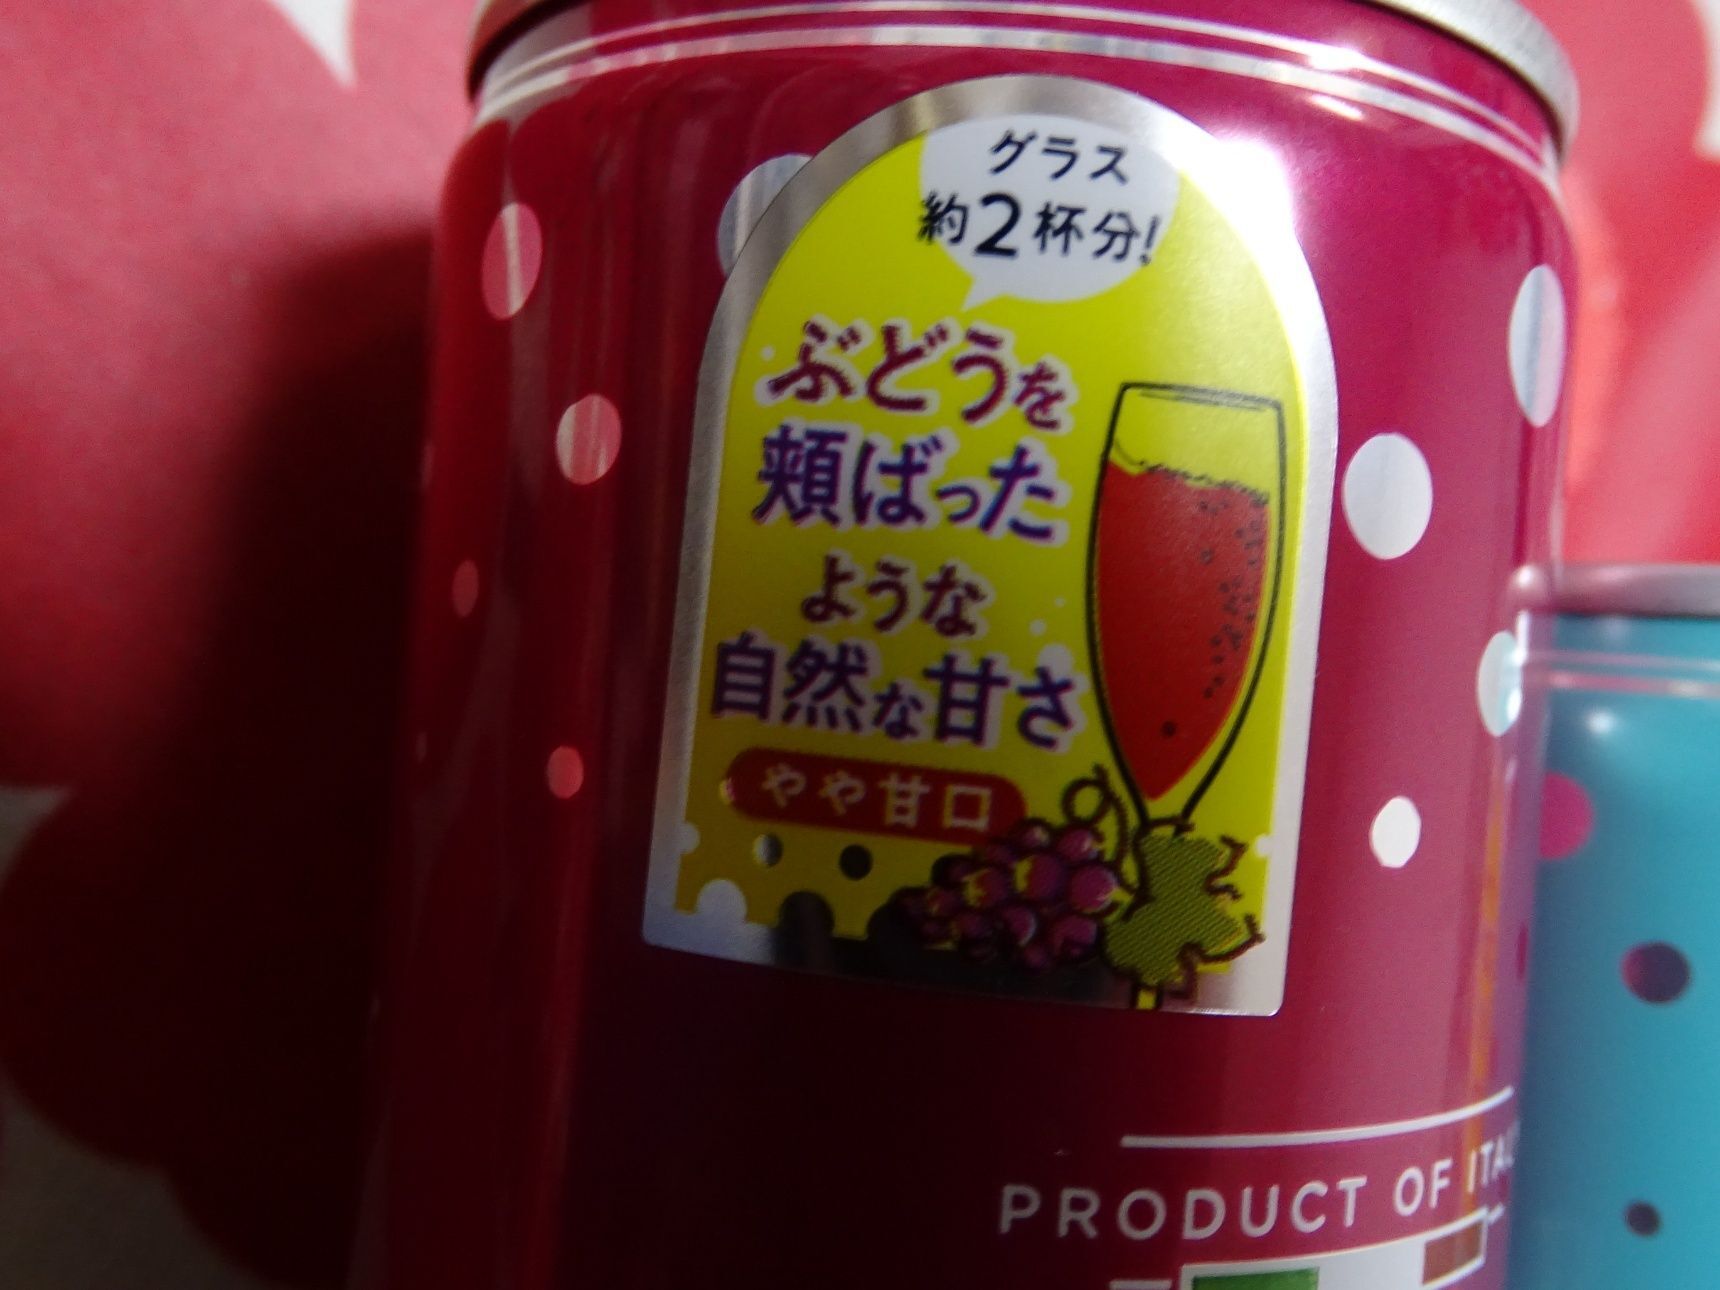 グラス
約2杯分!
ぶどうを
頬ばった
ような
自然な甘さ
やや甘口
PRODUCT OF ITALY